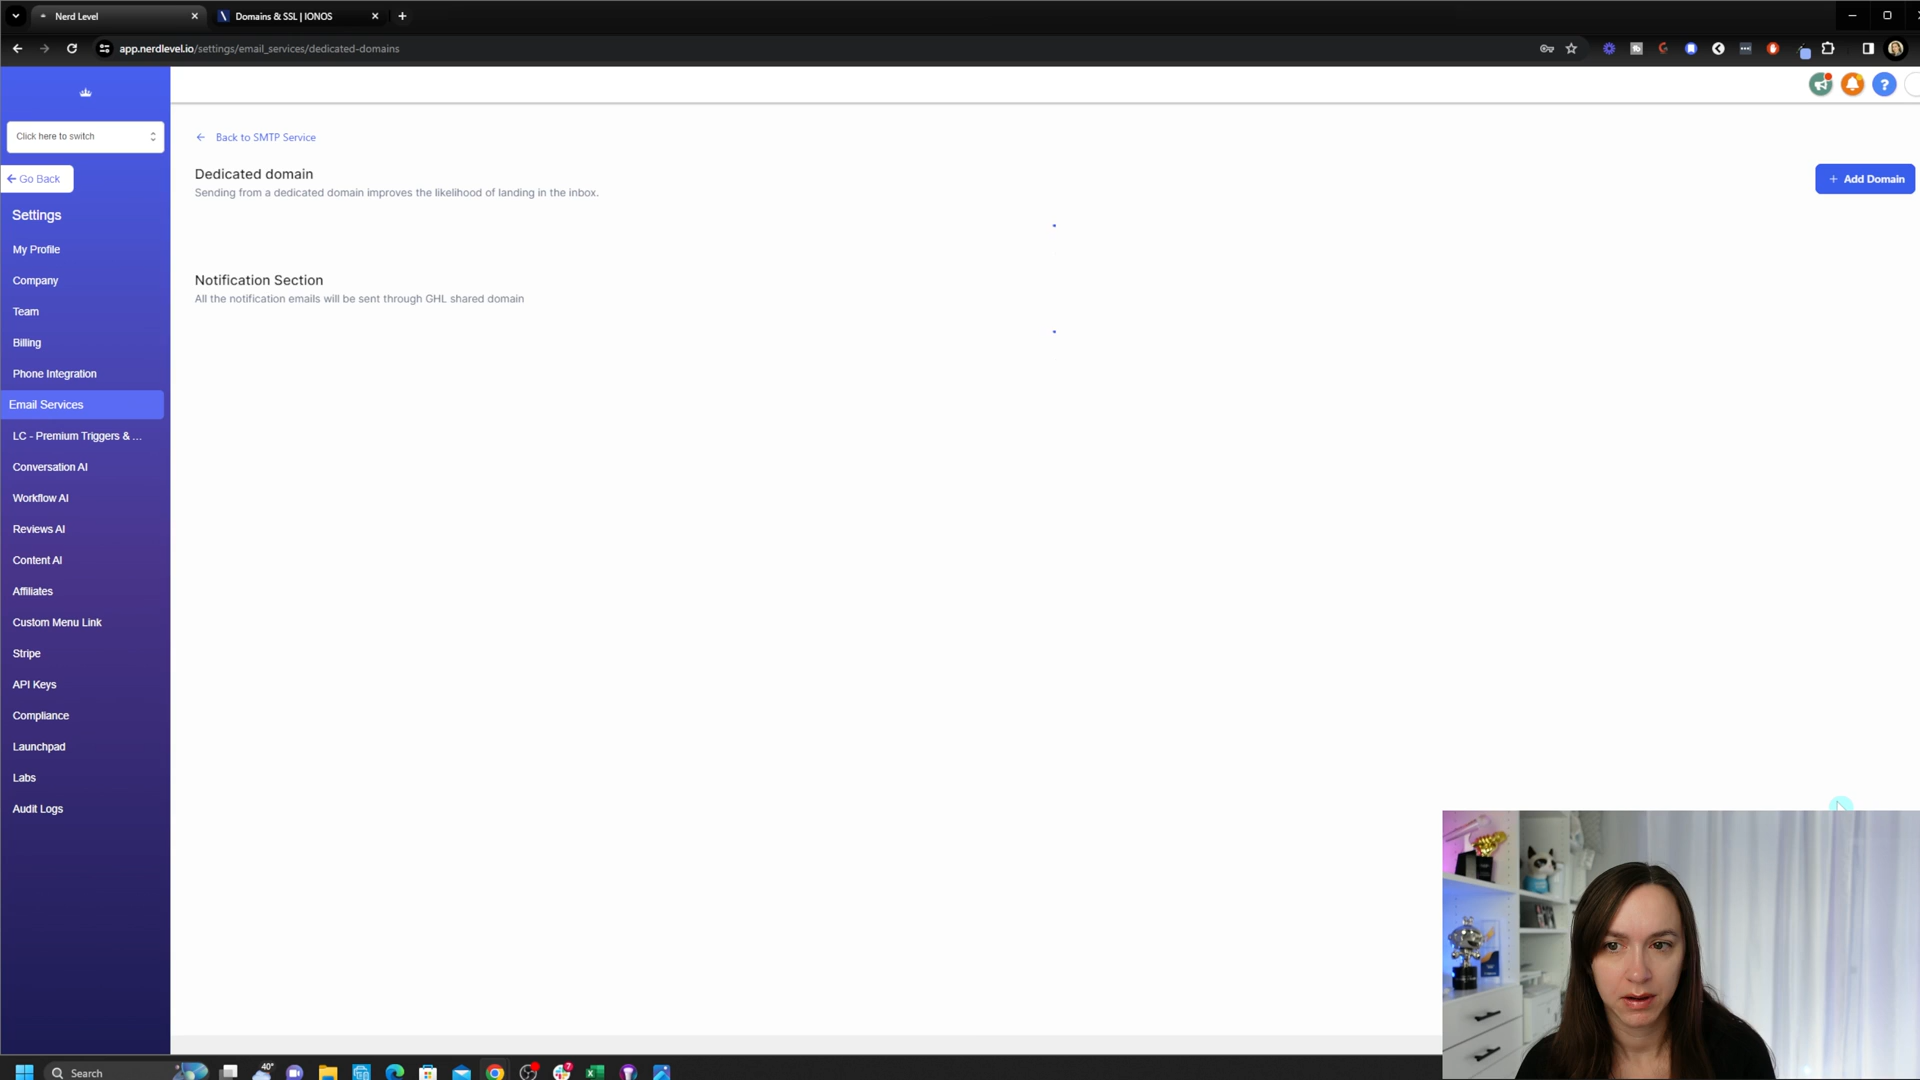 Nerd Level
Domains & SSL | IONOS
app.nerdlevel.io/settings/email_services/dedicated-domains
Click here to switch
Go Back
Settings
My Profile
Company
Team
Billing
Phone Integration
Email Services
LC - Premium Triggers & ...
Conversation AI
Workflow AI
Reviews AI
Content AI
Affiliates
Custom Menu Link
Stripe
API Keys
Compliance
Launchpad
Labs
Audit Logs
Back to SMTP Service
Dedicated domain
Sending from a dedicated domain improves the likelihood of landing in the inbox.
+ Add Domain
Notification Section
All the notification emails will be sent through GHL shared domain
Search
40°